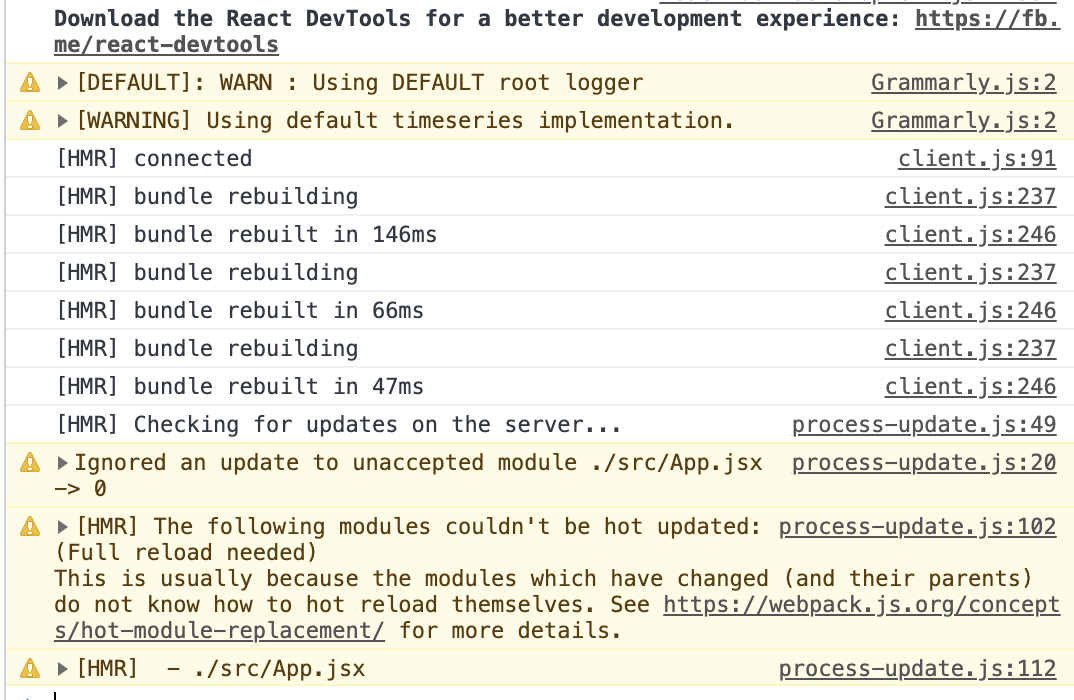 Download the React DevTools for a better development experience: https://fb.
me/react-devtools
[DEFAULT]: WARN : Using DEFAULT root logger Grammarly.js:2
[WARNING] Using default timeseries implementation. Grammarly.js:2
[HMR] connected client.js:91
[HMR] bundle rebuilding client.js:237
[HMR] bundle rebuilt in 146ms client.js:246
[HMR] bundle rebuilding client.js:237
[HMR] bundle rebuilt in 66ms client.js:246
[HMR] bundle rebuilding client.js:237
[HMR] bundle rebuilt in 47ms client.js:246
[HMR] Checking for updates on the server... process-update.js:49
Ignored an update to unaccepted module ./src/App.jsx process-update.js:20
-> 0
[HMR] The following modules couldn't be hot updated: process-update.js:102
(Full reload needed)
This is usually because the modules which have changed (and their parents)
do not know how to hot reload themselves. See https://webpack.js.org/concept
s/hot-module-replacement/ for more details.
[HMR]  - ./src/App.jsx process-update.js:112